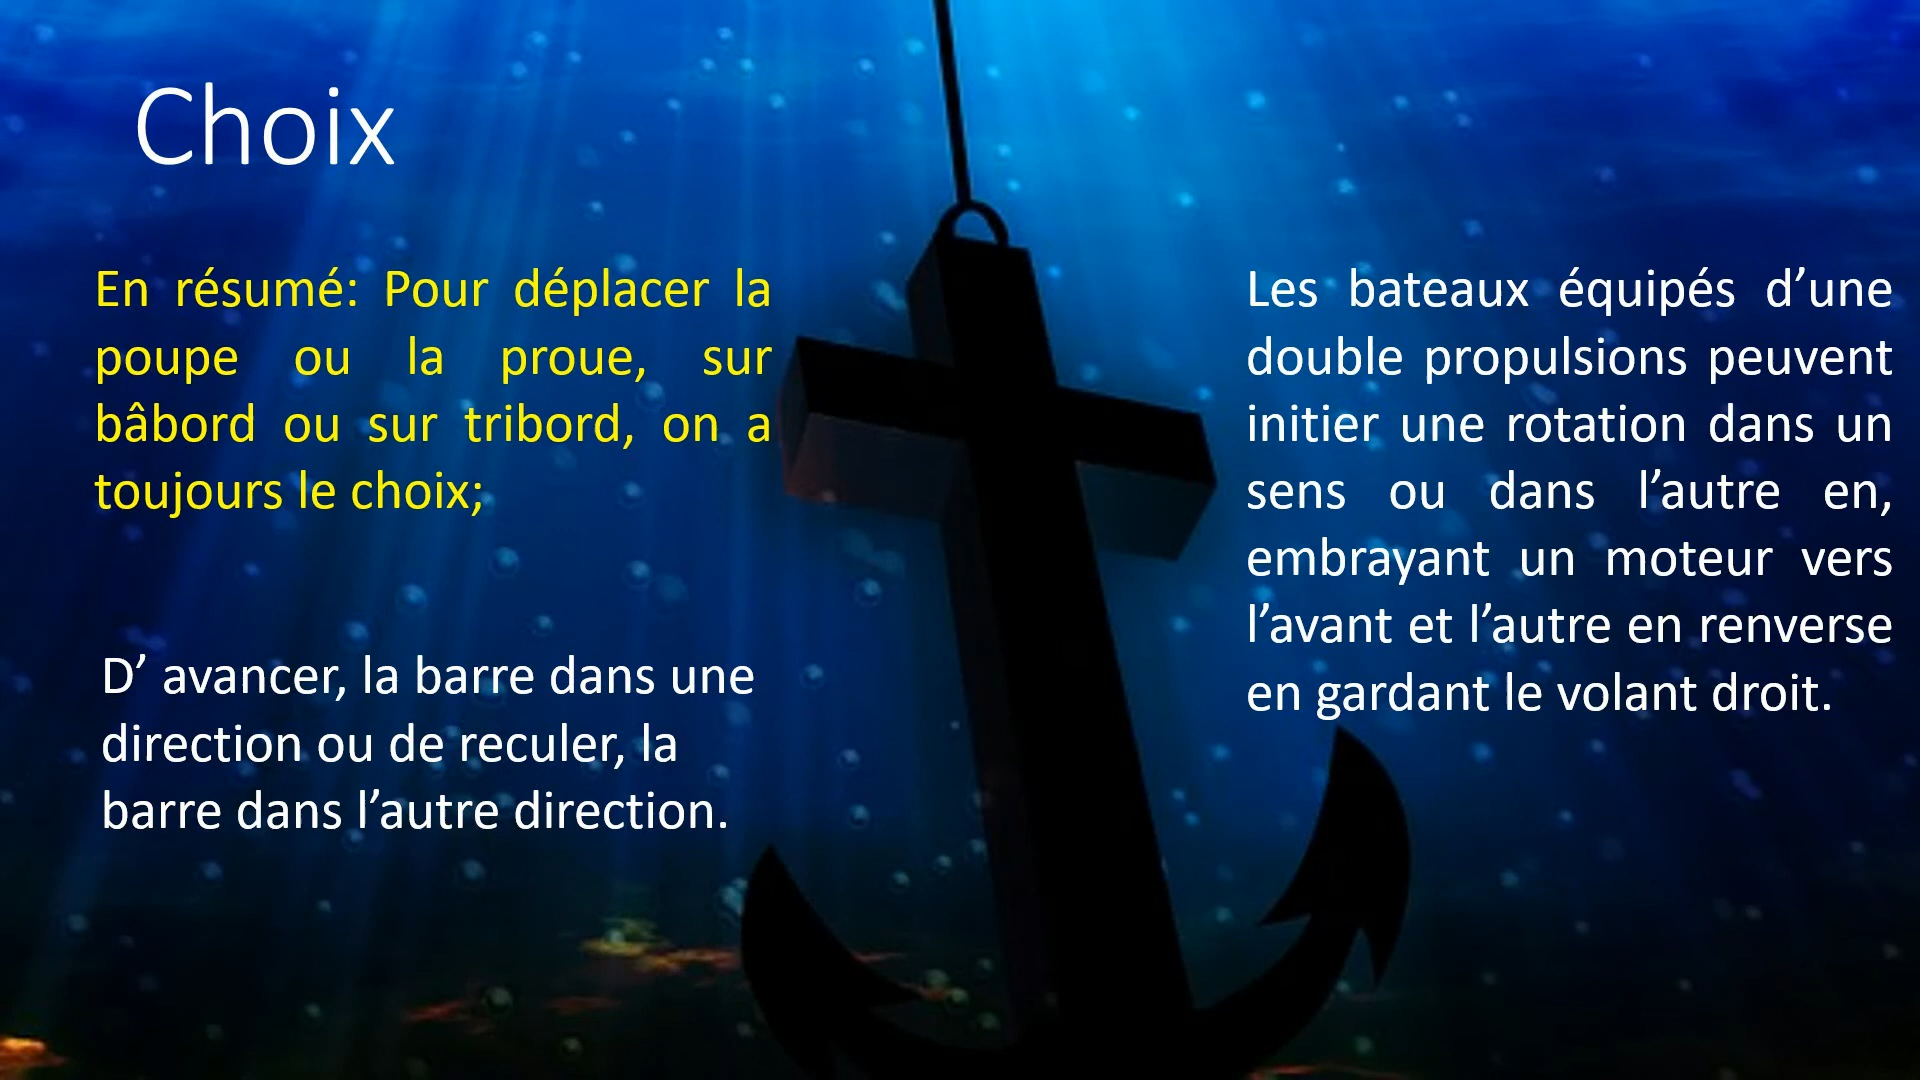 Choix
En résumé: Pour déplacer la
poupe ou la proue, sur
bâbord ou sur tribord, on a
toujours le choix;
D’ avancer, la barre dans une
direction ou de reculer, la
barre dans l’autre direction.
Les bateaux équipés d’une
double propulsions peuvent
initier une rotation dans un
sens ou dans l’autre en,
embrayant un moteur vers
l’avant et l’autre en renverse
en gardant le volant droit.